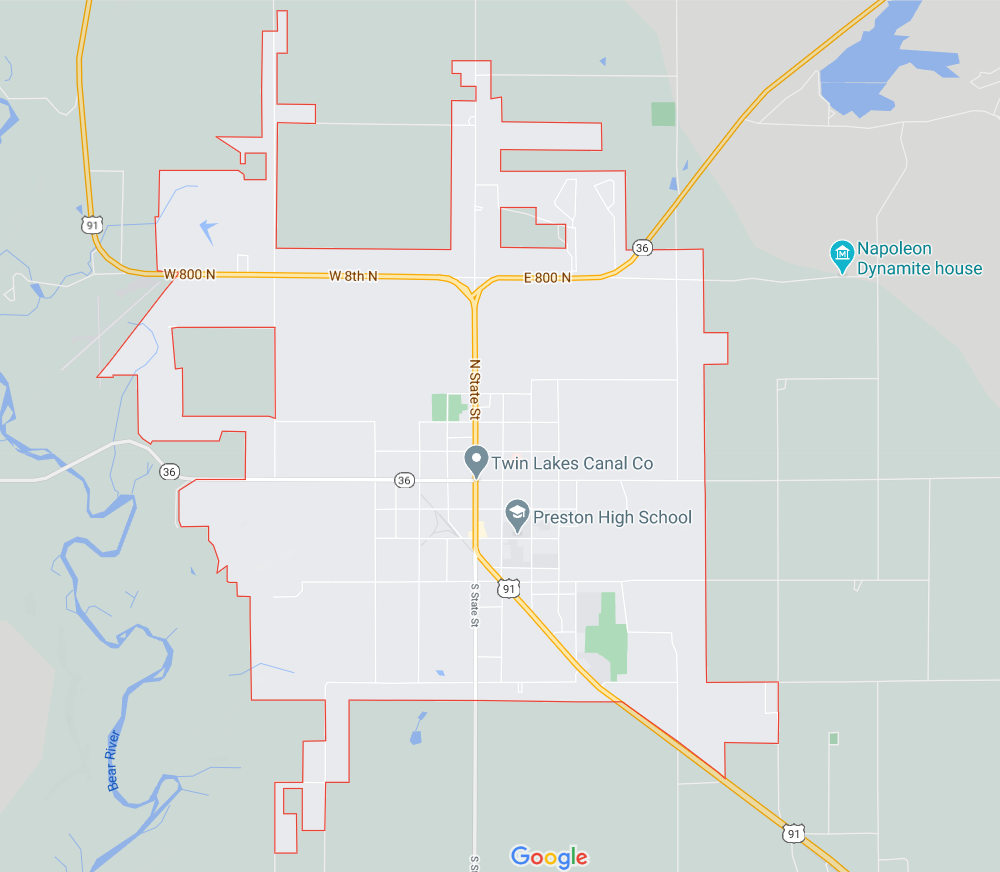 91
36
Napoleon
Dynamite house
W 800 N
W 8th N
E 800 N
N State St
Twin Lakes Canal Co
36
36
Preston High School
91
S State St
Bear River
91
Google